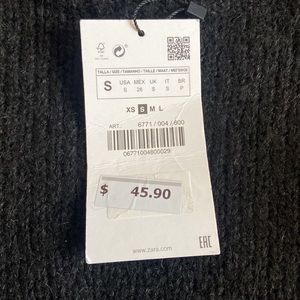 TALLA / SIZE / TAMANHO / TAILLE / MAAT / МЕГЕНОЕ
S
USA MEX UK IT BR
S 26 S S P
XS S M L
ART.: 6771 / 004 / 800
06771004800029
$ 45.90
www.zara.com
EAC